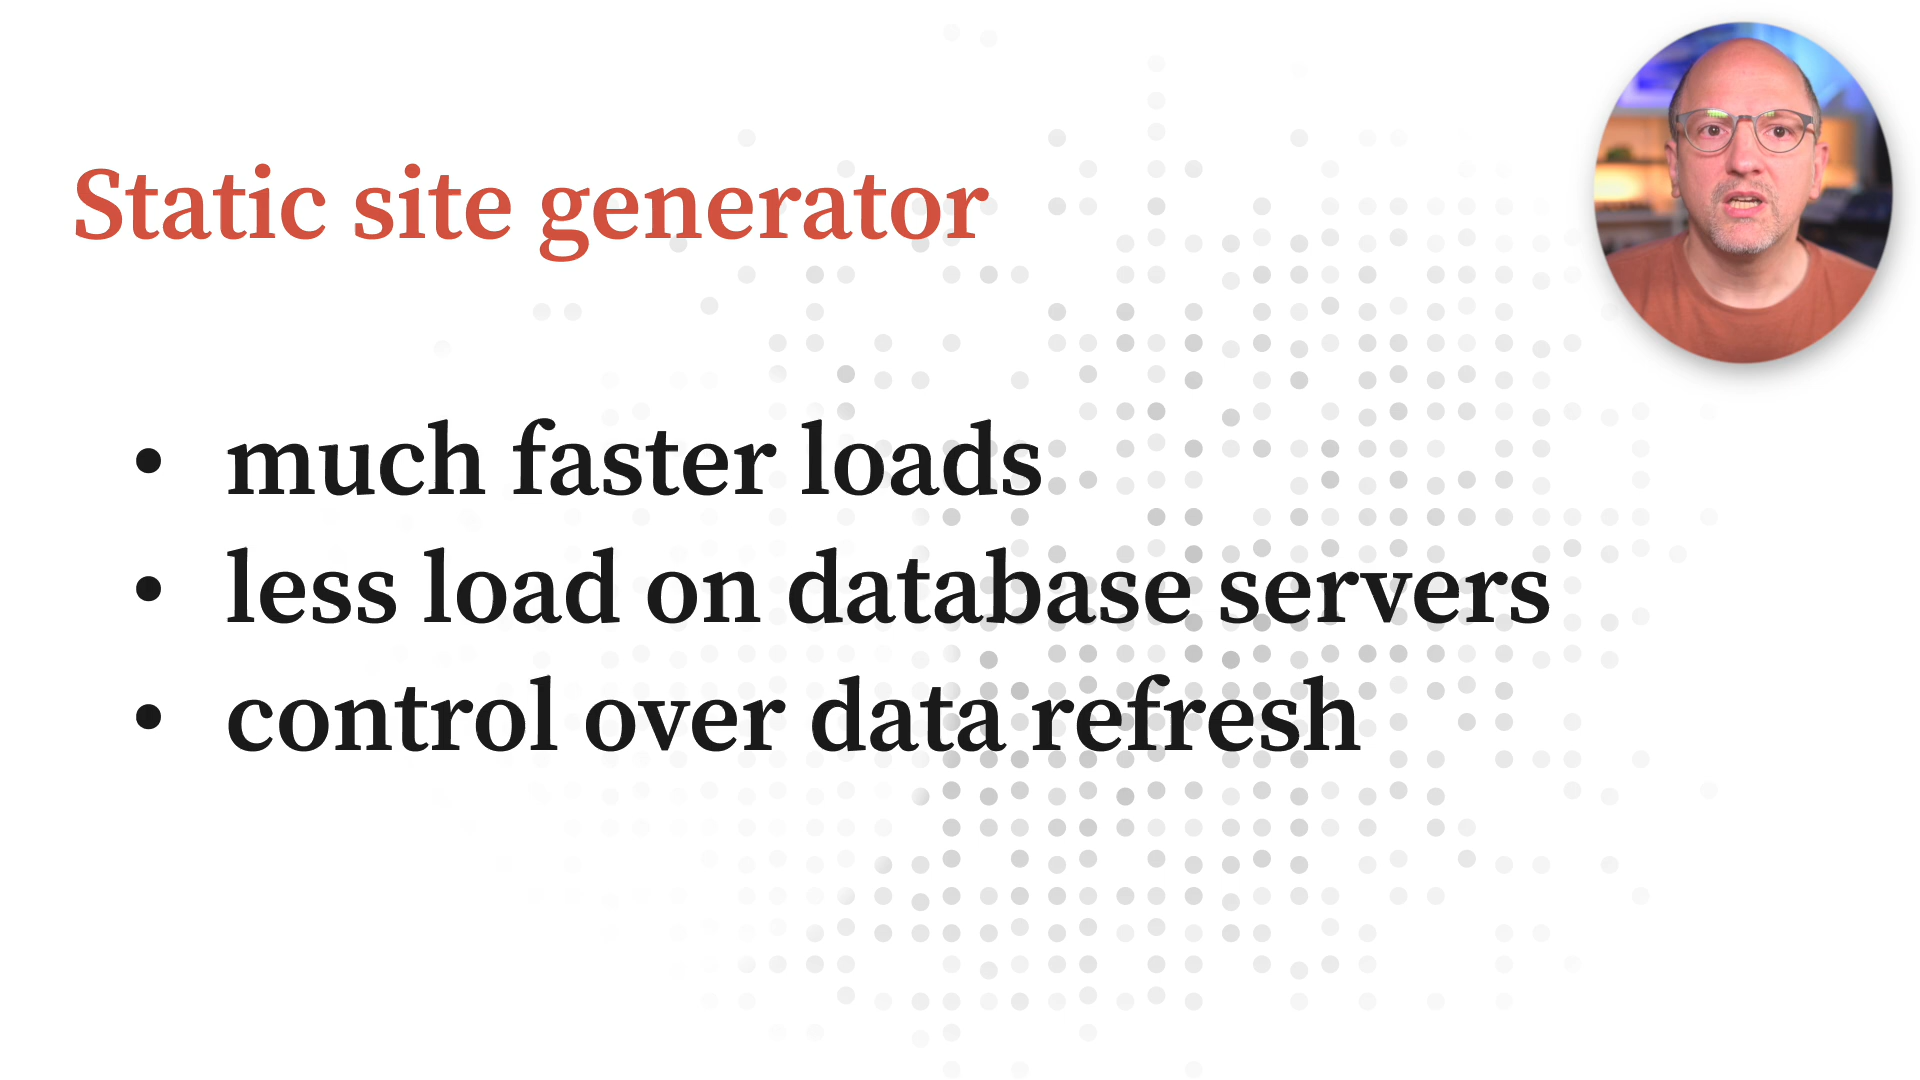 Static site generator
• much faster loads
• less load on database servers
• control over data refresh